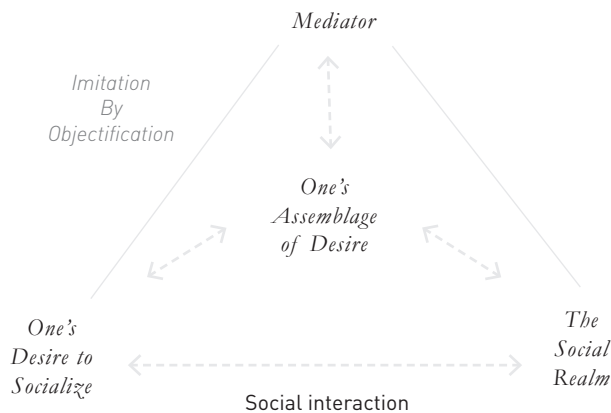 Mediator
Imitation
By
Objectification
One's
Assemblage
of Desire
One's
Desire to
Socialize
The
Social
Realm
Social interaction